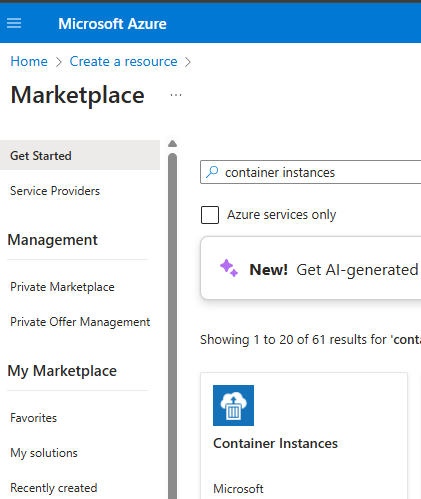 Microsoft Azure
Home > Create a resource >
Marketplace ...
Get Started
Service Providers
Management
Private Marketplace
Private Offer Management
My Marketplace
Favorites
My solutions
Recently created
container instances
Azure services only
New! Get AI-generated
Showing 1 to 20 of 61 results for 'conta
Container Instances
Microsoft